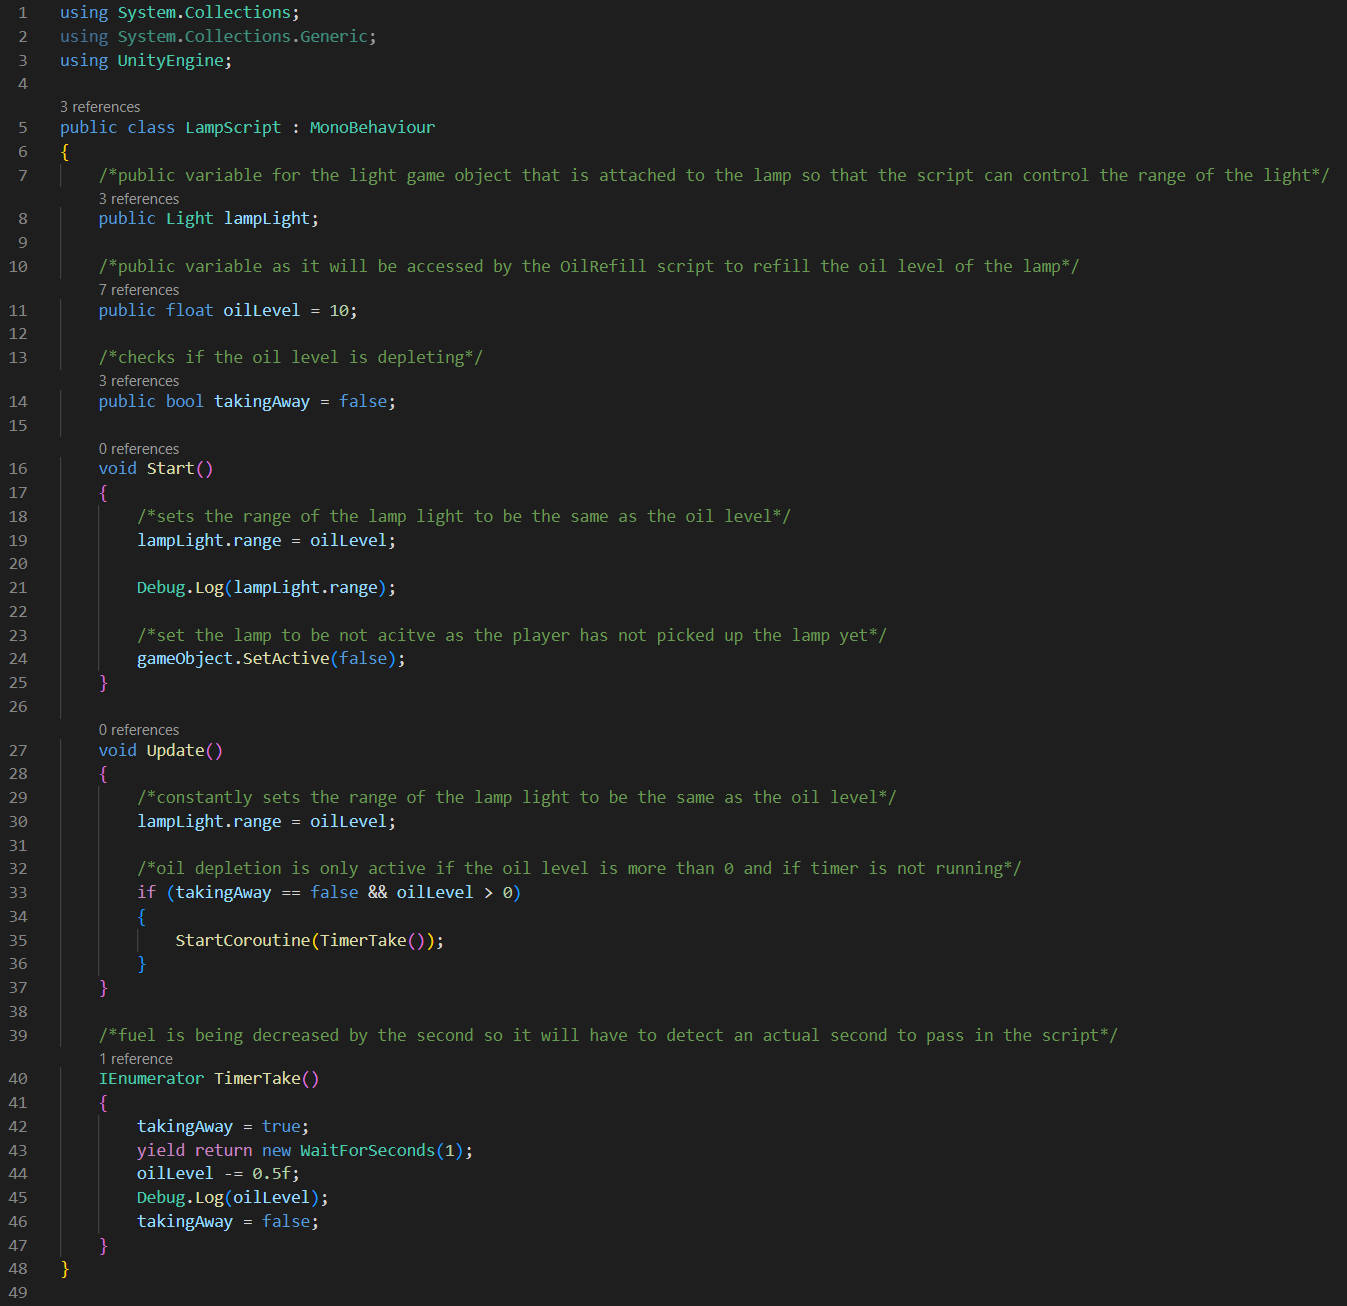 1 using System.Collections;
2 using System.Collections.Generic;
3 using UnityEngine;
4
3 references
5 public class LampScript : MonoBehaviour
6 {
7 /*public variable for the light game object that is attached to the lamp so that the script can control the range of the light*/
3 references
8 public Light lampLight;
9
10 /*public variable as it will be accessed by the OilRefill script to refill the oil level of the lamp*/
7 references
11 public float oilLevel = 10;
12
13 /*checks if the oil level is depleting*/
3 references
14 public bool takingAway = false;
15
0 references
16 void Start()
17 {
18 /*sets the range of the lamp light to be the same as the oil level*/
19 lampLight.range = oilLevel;
20
21 Debug.Log(lampLight.range);
22
23 /*set the lamp to be not acitve as the player has not picked up the lamp yet*/
24 gameObject.SetActive(false);
25 }
26
0 references
27 void Update()
28 {
29 /*constantly sets the range of the lamp light to be the same as the oil level*/
30 lampLight.range = oilLevel;
31
32 /*oil depletion is only active if the oil level is more than 0 and if timer is not running*/
33 if (takingAway == false && oilLevel > 0)
34 {
35 StartCoroutine(TimerTake());
36 }
37 }
38
39 /*fuel is being decreased by the second so it will have to detect an actual second to pass in the script*/
1 reference
40 IEnumerator TimerTake()
41 {
42 takingAway = true;
43 yield return new WaitForSeconds(1);
44 oilLevel -= 0.5f;
45 Debug.Log(oilLevel);
46 takingAway = false;
47 }
48 }
49